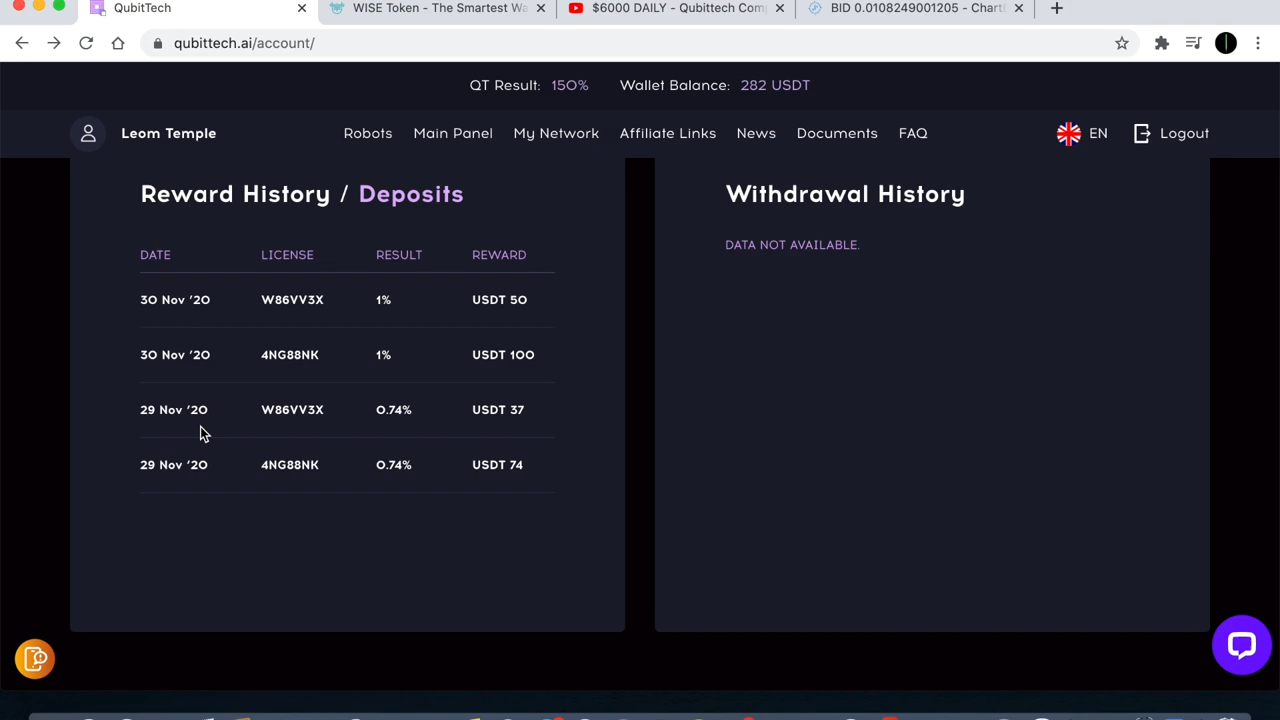 QubitTech
WISE Token - The Smartest Wa
$6000 DAILY - Qubittech Com
BID 0.0108249001205 - Charti
qubittech.ai/account/
QT Result: 150% Wallet Balance: 282 USDT
Leom Temple
Robots Main Panel My Network Affiliate Links News Documents FAQ
EN Logout
Reward History / Deposits
DATE LICENSE RESULT REWARD
30 Nov '20 W86VV3X 1% USDT 50
30 Nov '20 4NG88NK 1% USDT 100
29 Nov '20 W86VV3X 0.74% USDT 37
29 Nov '20 4NG88NK 0.74% USDT 74
Withdrawal History
DATA NOT AVAILABLE.